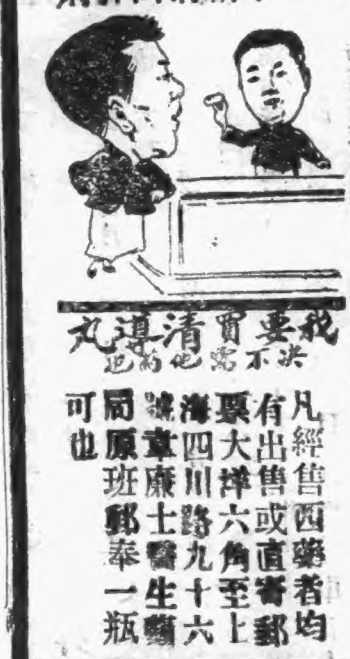 我要買清導丸
决不需他
凡經售西藥者均
有出售或直寄郵
票大洋六角至上
海四川路九十六
號韋廉士醫生藥
局原班郵奉一瓶
可也